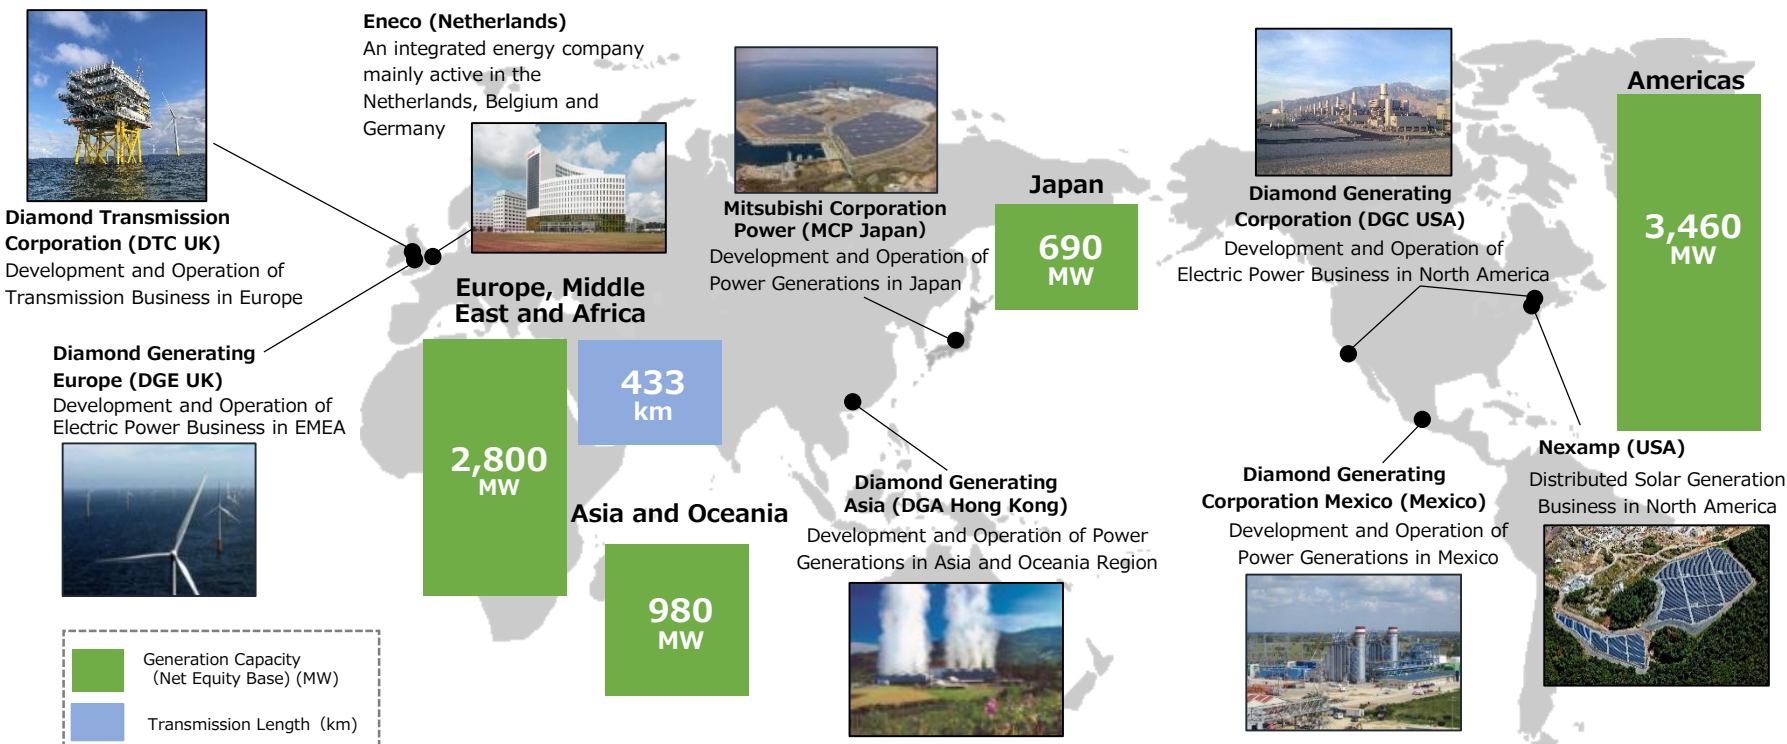 Eneco (Netherlands)
An integrated energy company
mainly active in the
Netherlands, Belgium and
Germany
Diamond Transmission
Corporation (DTC UK)
Development and Operation of
Transmission Business in Europe
Diamond Generating
Europe (DGE UK)
Development and Operation of
Electric Power Business in EMEA
Europe, Middle
East and Africa
2,800
MW
433
km
Mitsubishi Corporation
Power (MCP Japan)
Development and Operation of
Power Generations in Japan
Japan
690
MW
Asia and Oceania
980
MW
Diamond Generating
Asia (DGA Hong Kong)
Development and Operation of Power
Generations in Asia and Oceania Region
Diamond Generating
Corporation (DGC USA)
Development and Operation of
Electric Power Business in North America
Americas
3,460
MW
Diamond Generating
Corporation Mexico (Mexico)
Development and Operation of
Power Generations in Mexico
Nexamp (USA)
Distributed Solar Generation
Business in North America
Generation Capacity
(Net Equity Base) (MW)
Transmission Length (km)